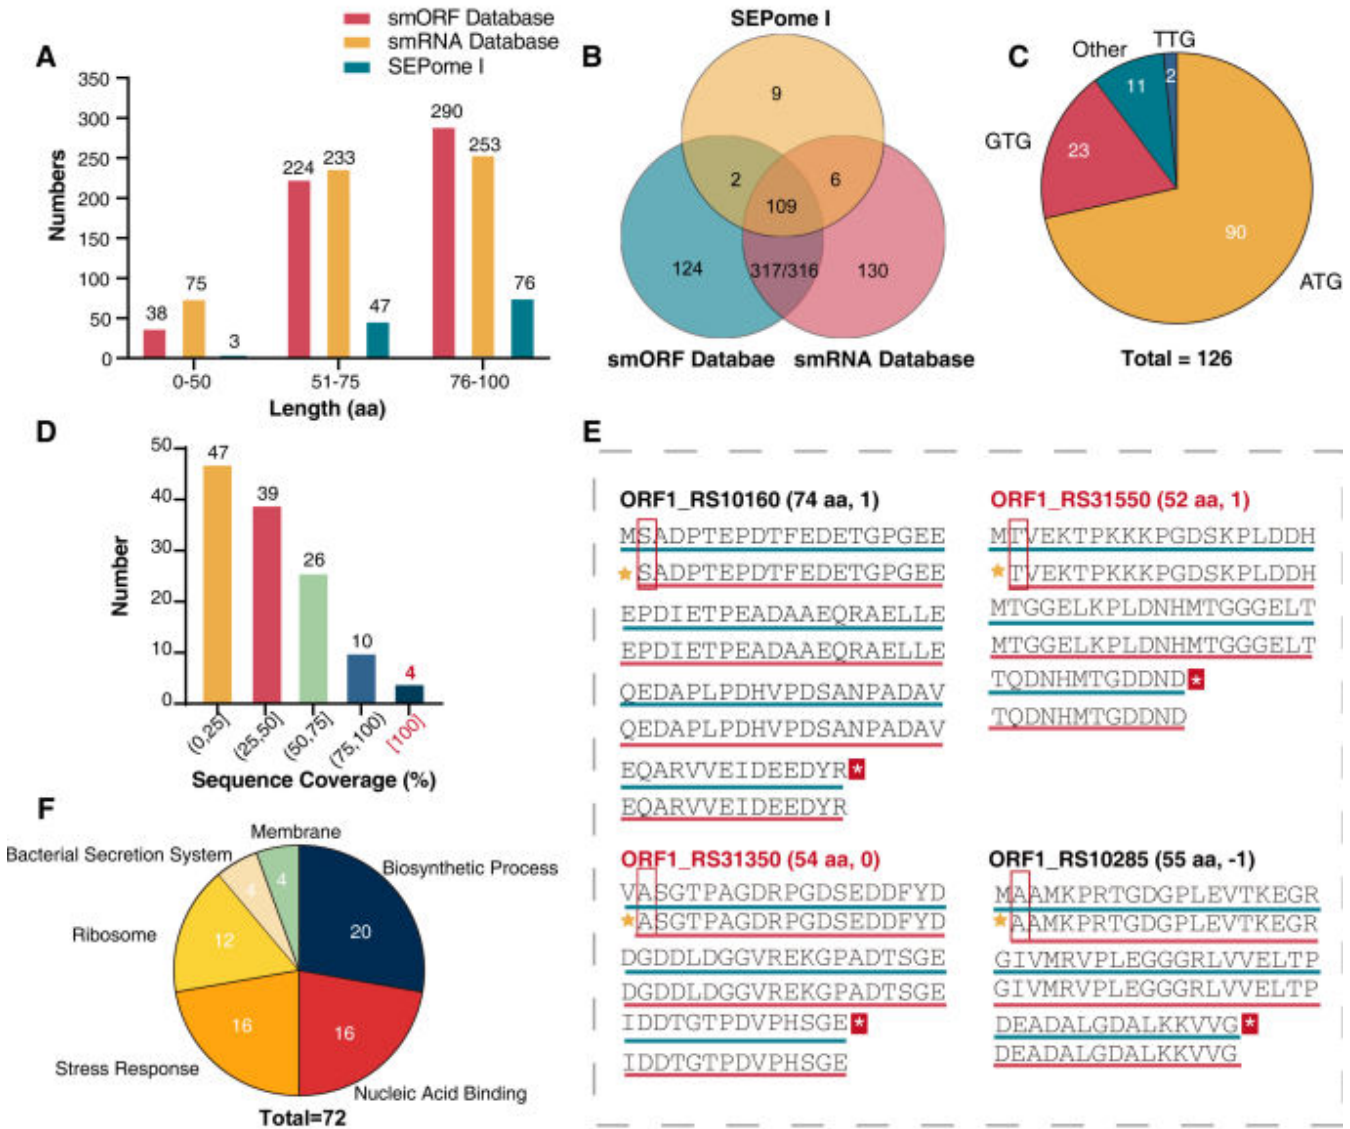 smORF Database
smRNA Database
SEPome I
A
Numbers
350
300
250
200
150
100
50
0
38
75
3
224
233
47
290
253
76
0-50
51-75
76-100
Length (aa)
B
SEPome I
9
2
6
109
124
317/316
130
smORF Databae
smRNA Database
C
Other
TTG
GTG
ATG
11
2
23
90
Total = 126
D
Number
50
40
30
20
10
0
47
39
26
10
4
(0,25]
(25,50]
(50,75]
(75,100)
[100]
Sequence Coverage (%)
E
ORF1_RS10160 (74 aa, 1)
MSADPTEPDTFEDETGPGEE
SADPTEPDTFEDETGPGEE
EPDIETPEADAAEQRAELLE
EPDIETPEADAAEQRAELLE
QEDAPLPDHVPDSANPADAV
QEDAPLPDHVPDSANPADAV
EQARVVEIDEEDYR*
EQARVVEIDEEDYR
ORF1_RS31550 (52 aa, 1)
MTVEKTPKKKPGDSKPLDDH
TVEKTPKKKPGDSKPLDDH
MTGGELKPLDNHMTGGGELT
MTGGELKPLDNHMTGGGELT
TQDNHMTGDDND*
TQDNHMTGDDND
ORF1_RS31350 (54 aa, 0)
VASGTPAGDRPGDSEDDFYD
ASGTPAGDRPGDSEDDFYD
DGDDLDGGVREKGPADTSGE
DGDDLDGGVREKGPADTSGE
IDDTGTPDVPHSGE*
IDDTGTPDVPHSGE
ORF1_RS10285 (55 aa, -1)
MAAMKPRTGDGPLEVTKEGR
AAMKPRTGDGPLEVTKEGR
GIVMRVPLEGGGRLVVELTP
GIVMRVPLEGGGRLVVELTP
DEADALGDALKKVVG*
DEADALGDALKKVVG
F
Membrane
Bacterial Secretion System
Biosynthetic Process
Ribosome
Stress Response
Nucleic Acid Binding
4
4
20
12
16
16
Total=72